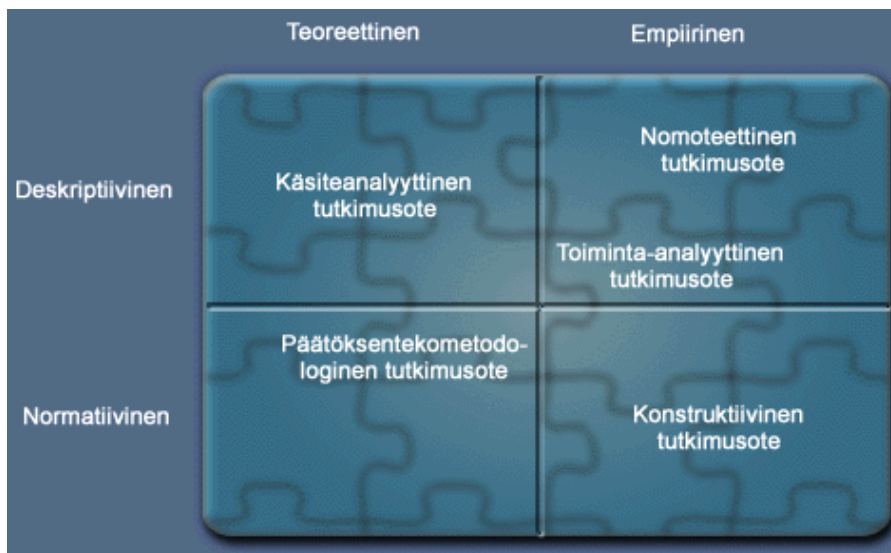 Teoreettinen
Empiirinen
Deskriptiivinen
Käsiteanalyyttinen
tutkimusote
Nomoteettinen
tutkimusote
Toiminta-analyyttinen
tutkimusote
Normatiivinen
Päätöksentekometodo-
loginen tutkimusote
Konstruktiivinen
tutkimusote